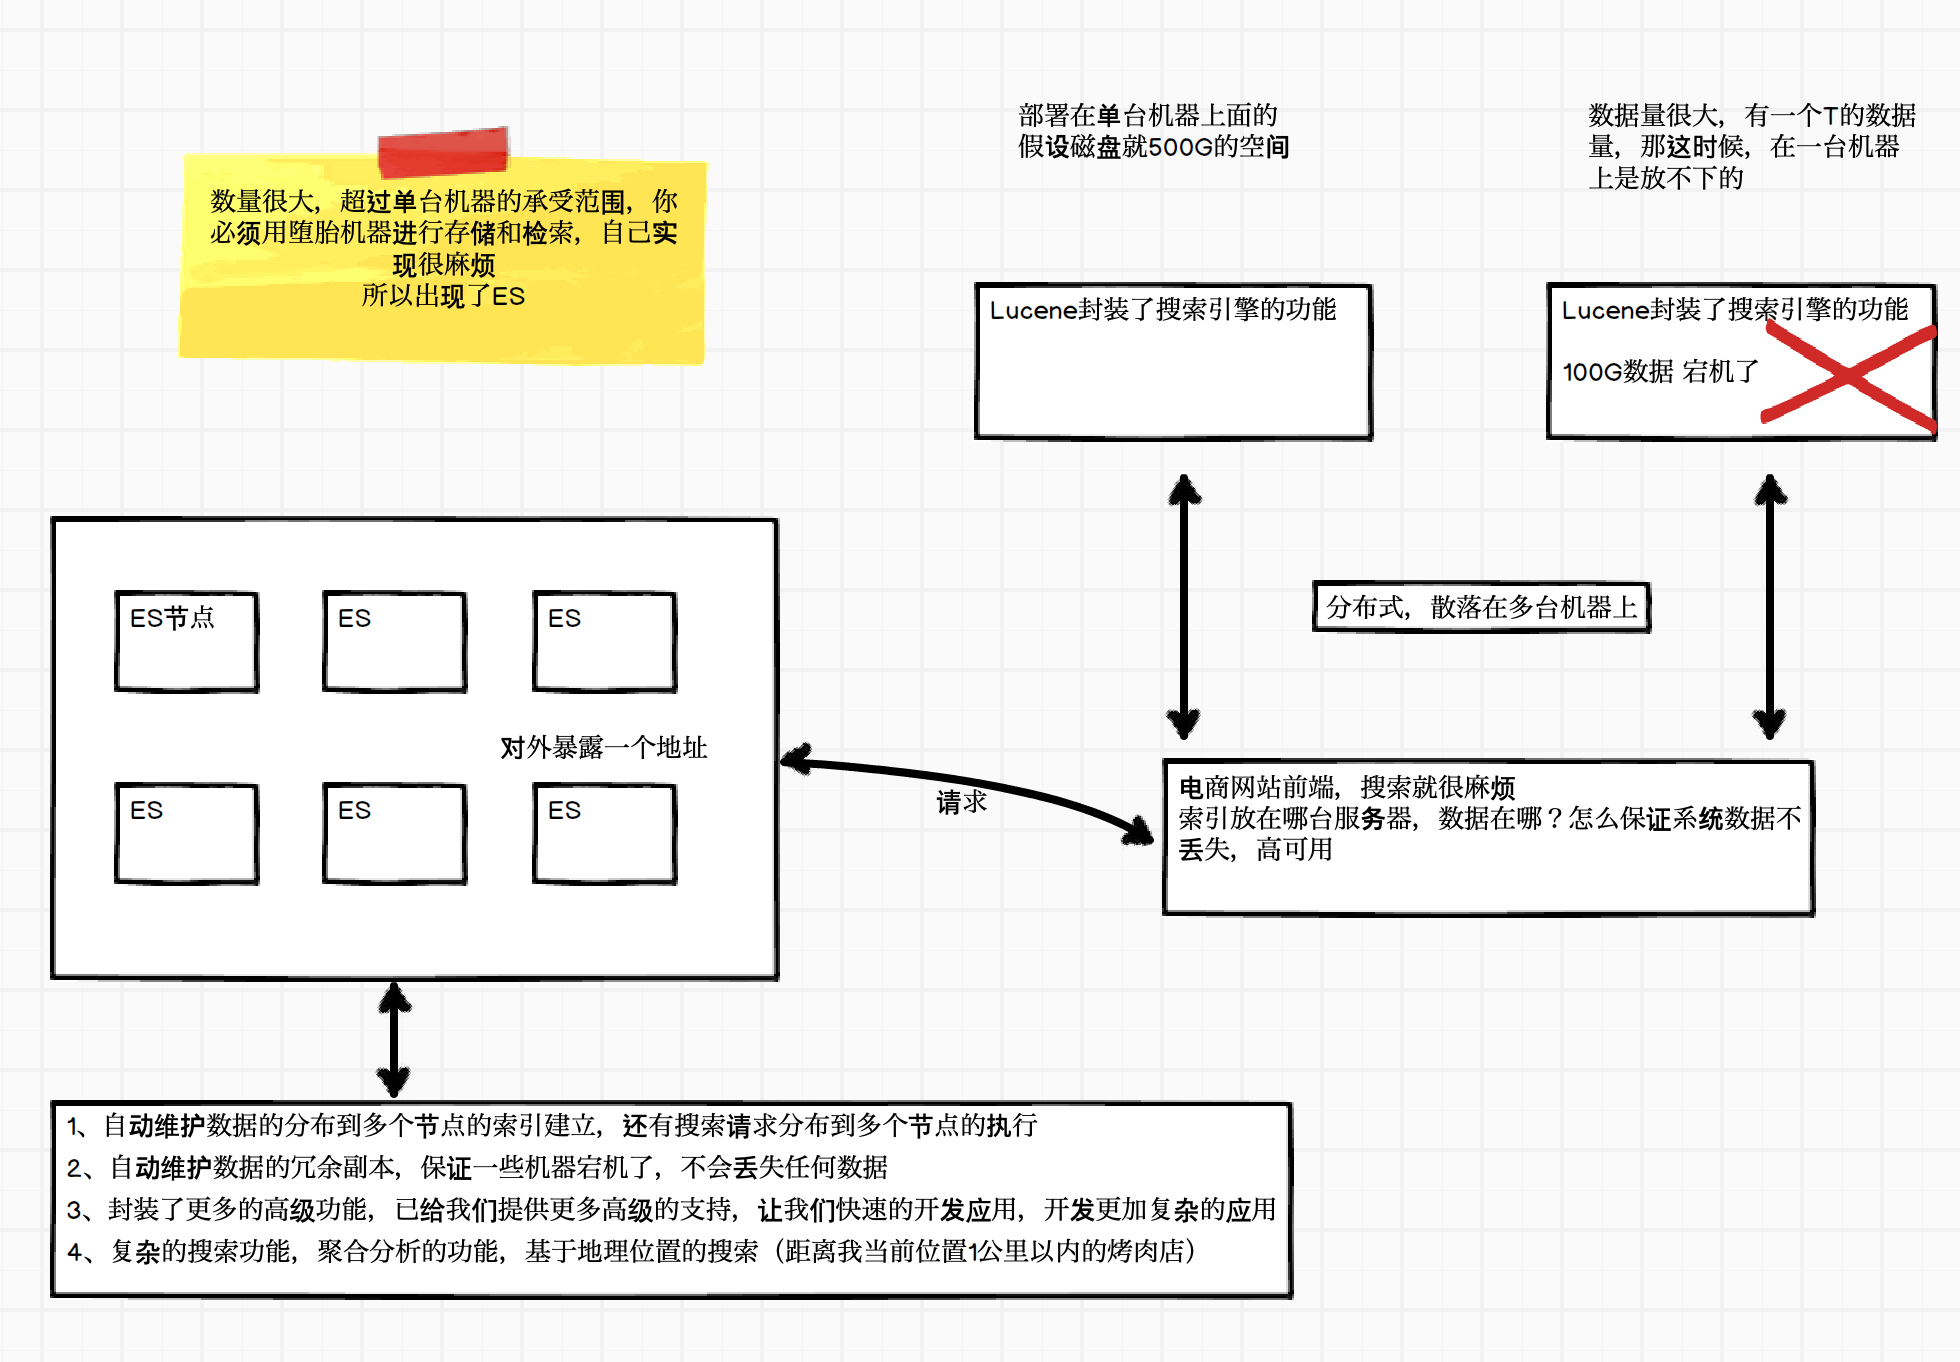 部署在单台机器上面的
假设磁盘就500G的空间
数据量很大，有一个T的数据
量，那这时候，在一台机器
上是放不下的
数量很大，超过单台机器的承受范围，你
必须用堕胎机器进行存储和检索，自己实
现很麻烦
所以出现了ES
Lucene封装了搜索引擎的功能
Lucene封装了搜索引擎的功能
100G数据 宕机了
ES节点
ES
ES
分布式，散落在多台机器上
对外暴露一个地址
ES
ES
ES
请求
电商网站前端，搜索就很麻烦
索引放在哪台服务器，数据在哪？怎么保证系统数据不
丢失，高可用
1、自动维护数据的分布到多个节点的索引建立，还有搜索请求分布到多个节点的执行
2、自动维护数据的冗余副本，保证一些机器宕机了，不会丢失任何数据
3、封装了更多的高级功能，已给我们提供更多高级的支持，让我们快速的开发应用，开发更加复杂的应用
4、复杂的搜索功能，聚合分析的功能，基于地理位置的搜索（距离我当前位置1公里以内的烤肉店）